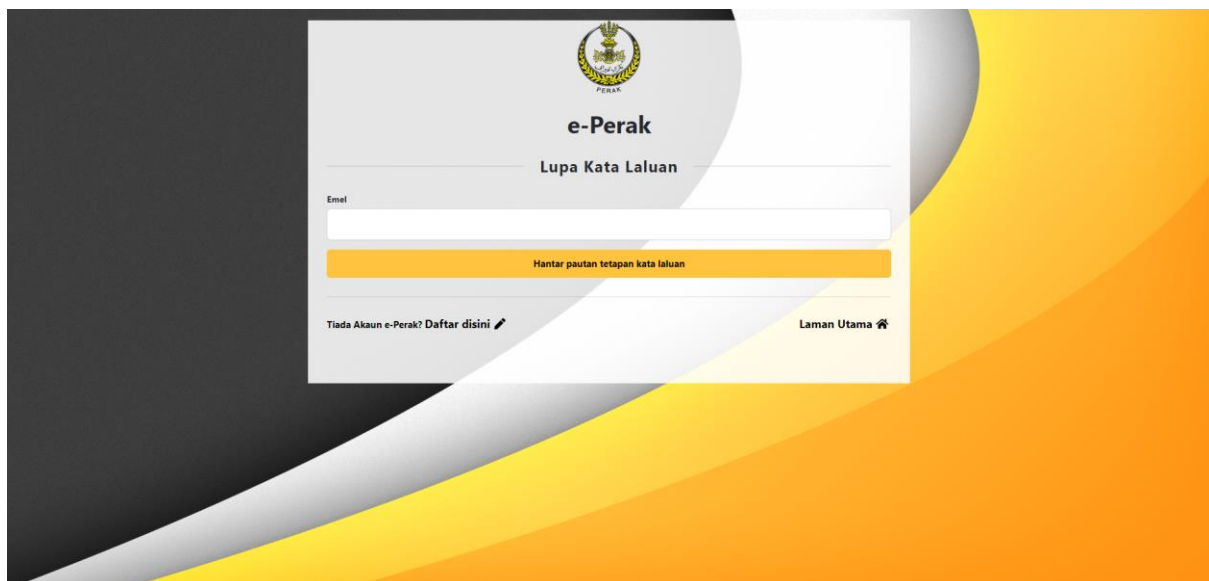 PERAK
e-Perak
Lupa Kata Laluan
Emel
Hantar pautan tetapan kata laluan
Tiada Akaun e-Perak? Daftar disini
Laman Utama